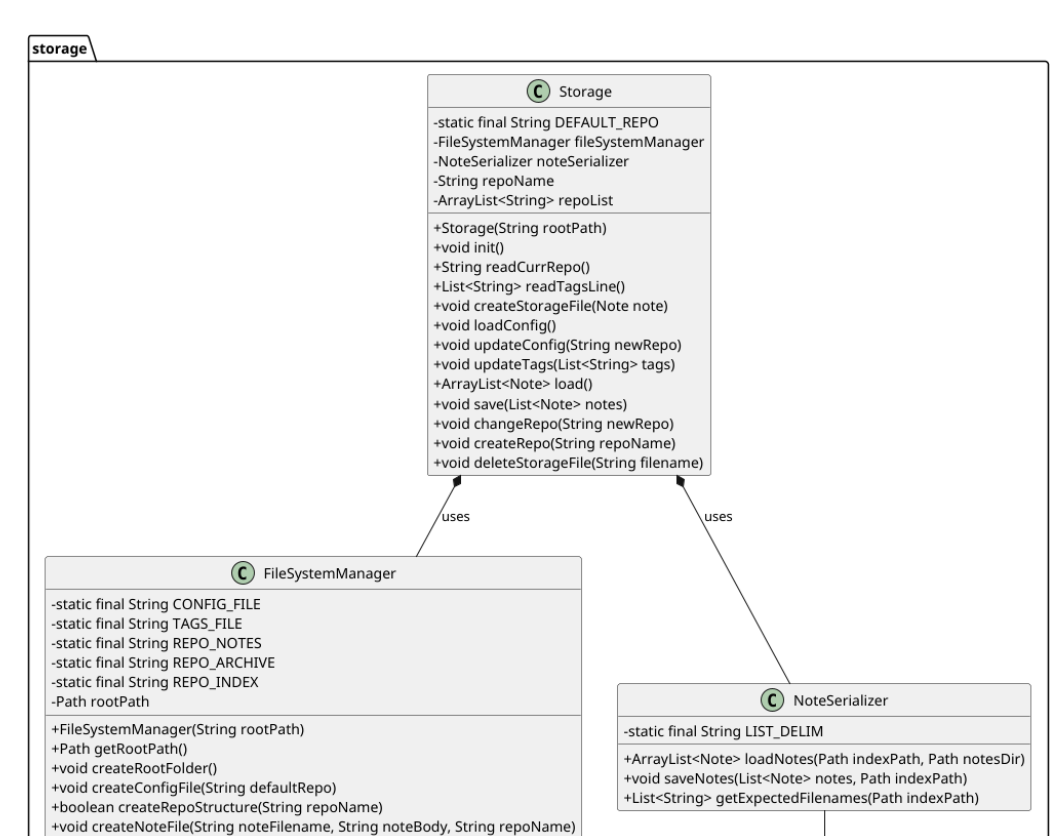 storage
C Storage
-static final String DEFAULT_REPO
-FileSystemManager fileSystemManager
-NoteSerializer noteSerializer
-String repoName
-ArrayList<String> repoList
+Storage(String rootPath)
+void init()
+String readCurrRepo()
+List<String> readTagsLine()
+void createStorageFile(Note note)
+void loadConfig()
+void updateConfig(String newRepo)
+void updateTags(List<String> tags)
+ArrayList<Note> load()
+void save(List<Note> notes)
+void changeRepo(String newRepo)
+void createRepo(String repoName)
+void deleteStorageFile(String filename)
uses
uses
C FileSystemManager
-static final String CONFIG_FILE
-static final String TAGS_FILE
-static final String REPO_NOTES
-static final String REPO_ARCHIVE
-static final String REPO_INDEX
-Path rootPath
+FileSystemManager(String rootPath)
+Path getRootPath()
+void createRootFolder()
+void createConfigFile(String defaultRepo)
+boolean createRepoStructure(String repoName)
+void createNoteFile(String noteFilename, String noteBody, String repoName)
C NoteSerializer
-static final String LIST_DELIM
+ArrayList<Note> loadNotes(Path indexPath, Path notesDir)
+void saveNotes(List<Note> notes, Path indexPath)
+List<String> getExpectedFilenames(Path indexPath)